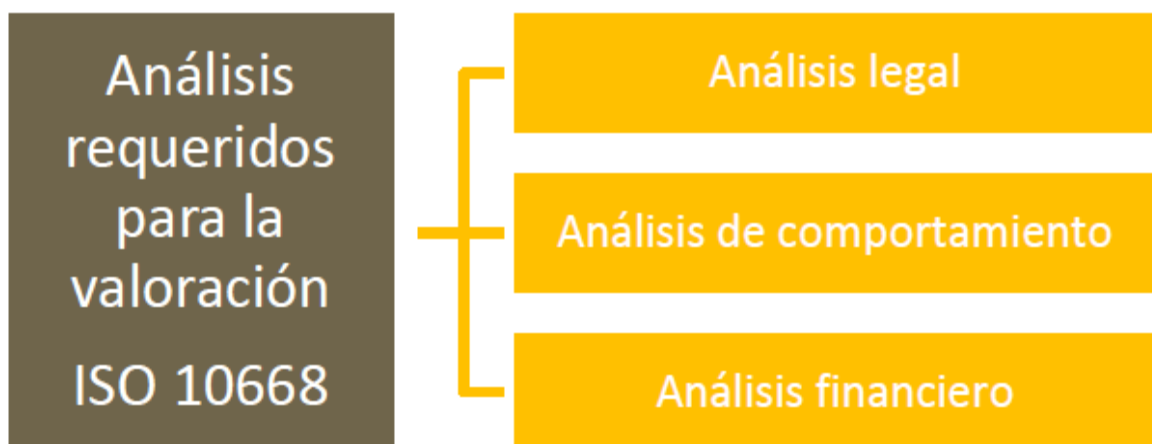 Análisis
requeridos
para la
valoración
ISO 10668
Análisis legal
Análisis de comportamiento
Análisis financiero